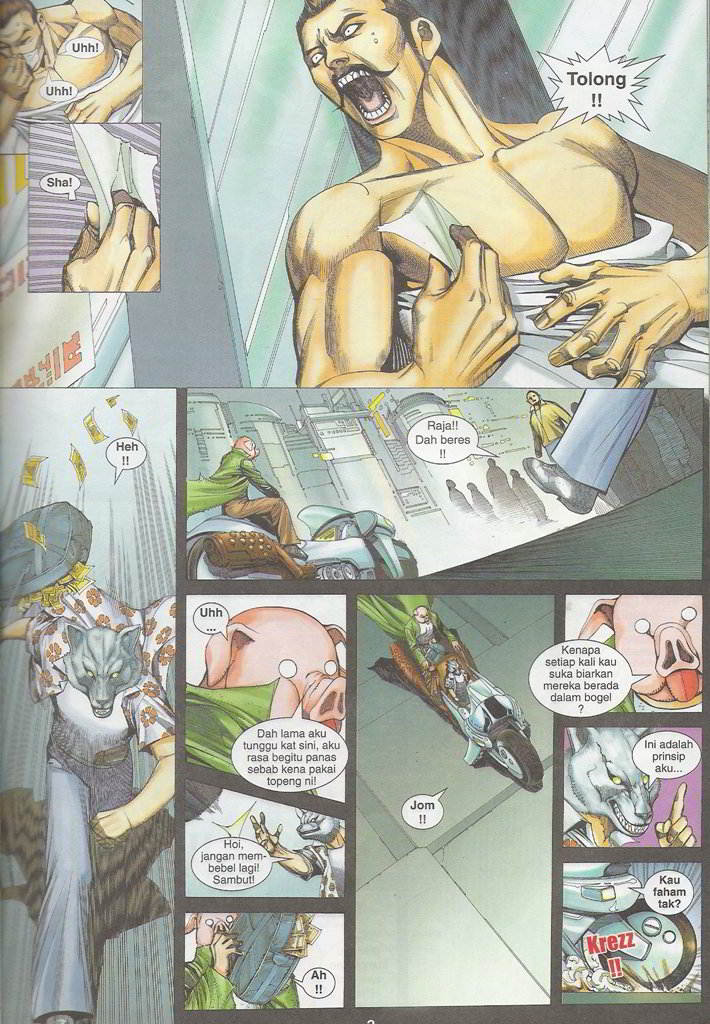 Uhh!
Uhh!
Sha!
Tolong
!!
Heh
!!
Raja!!
Dah beres
!!
Uhh
...
Dah lama aku
tunggu kat sini, aku
rasa begitu panas
sebab kena pakai
topeng ni!
Hoi,
jangan mem-
bebel lagi!
Sambut!
Ah
!!
Jom
!!
Kenapa
setiap kali kau
suka biarkan
mereka berada
dalam bogel
?
Ini adalah
prinsip
aku...
Kau
faham
tak?
Krezz
!!